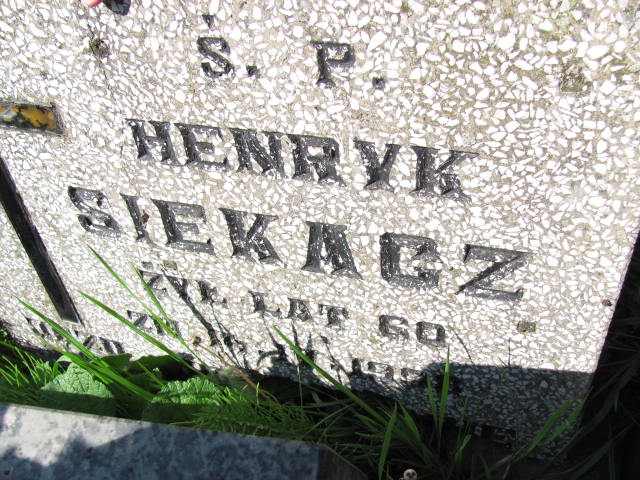 Ś. P.
HENRYK
SIEKACZ
ŻYŁ LAT 60